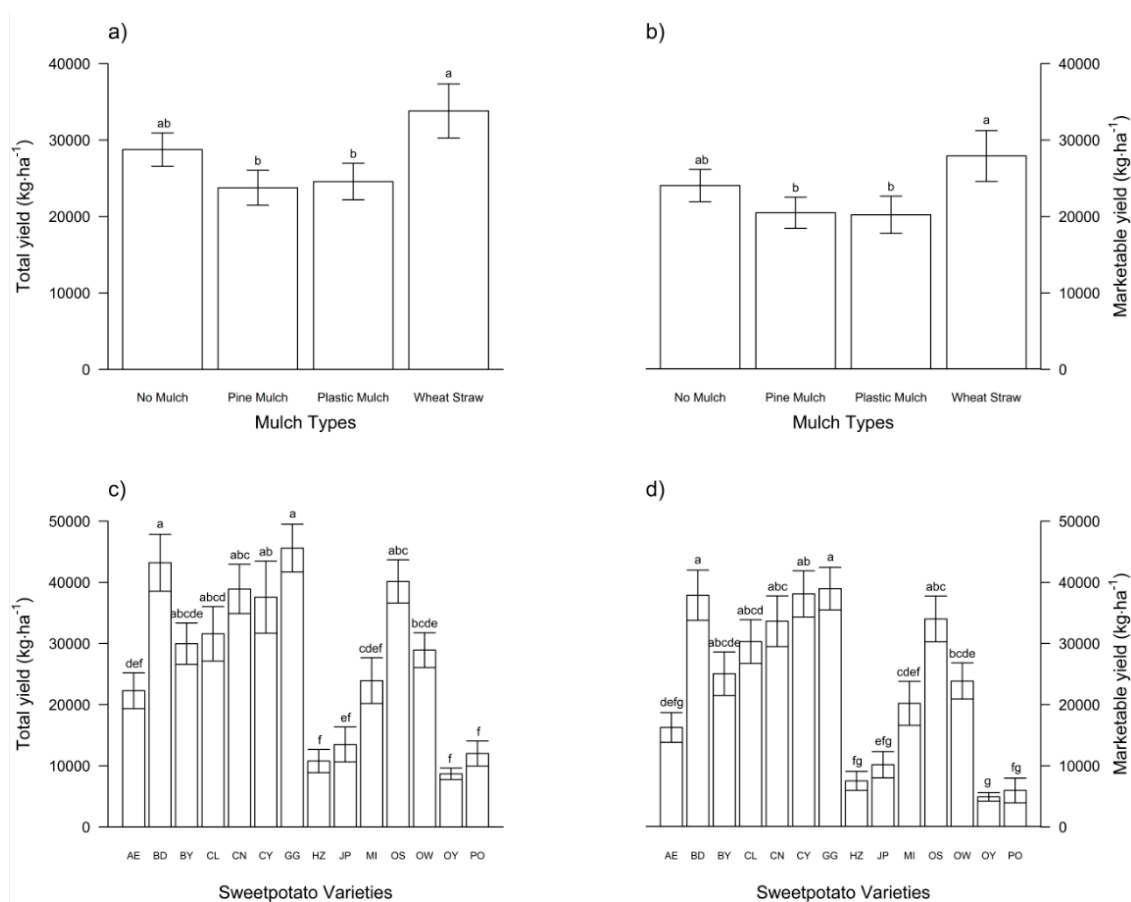 a)
40000
30000
20000
10000
0
Total yield (kg·ha⁻¹)
ab
b
b
a
No Mulch Pine Mulch Plastic Mulch Wheat Straw
Mulch Types
b)
40000
30000
20000
10000
0
Marketable yield (kg·ha⁻¹)
ab
b
b
a
No Mulch Pine Mulch Plastic Mulch Wheat Straw
Mulch Types
c)
50000
40000
30000
20000
10000
0
Total yield (kg·ha⁻¹)
def
a
abcde
abcd
abc
ab
a
f
ef
cdef
abc
bcde
f
f
AE BD BY CL CN CY GG HZ JP MI OS OW OY PO
Sweetpotato Varieties
d)
50000
40000
30000
20000
10000
0
Marketable yield (kg·ha⁻¹)
defg
a
abcde
abcd
abc
ab
a
fg
efg
cdef
abc
bcde
g
fg
AE BD BY CL CN CY GG HZ JP MI OS OW OY PO
Sweetpotato Varieties